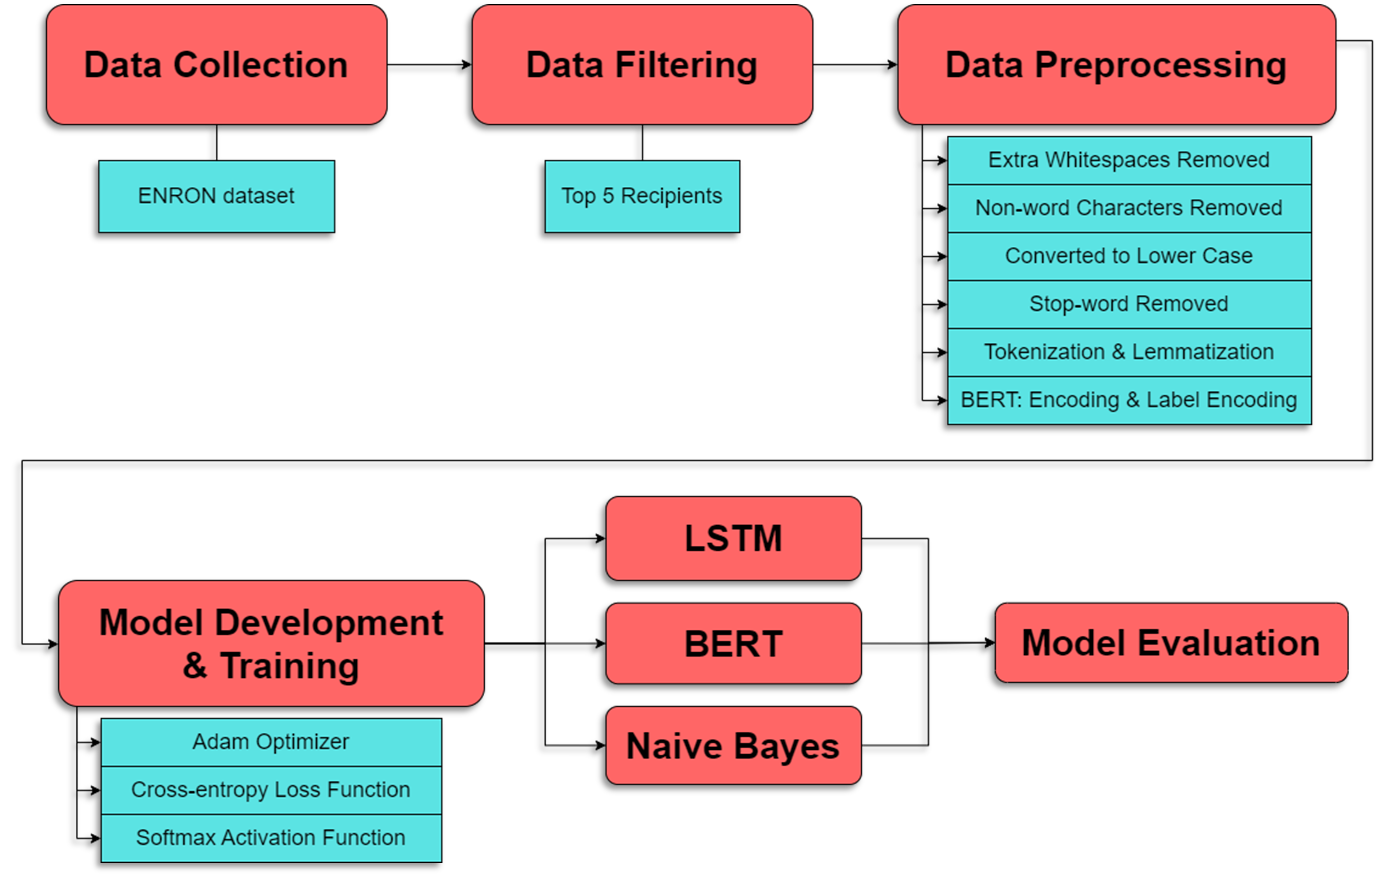 Data Collection
Data Filtering
Data Preprocessing
ENRON dataset
Top 5 Recipients
Extra Whitespaces Removed
Non-word Characters Removed
Converted to Lower Case
Stop-word Removed
Tokenization & Lemmatization
BERT: Encoding & Label Encoding
Model Development
& Training
Adam Optimizer
Cross-entropy Loss Function
Softmax Activation Function
LSTM
BERT
Naive Bayes
Model Evaluation